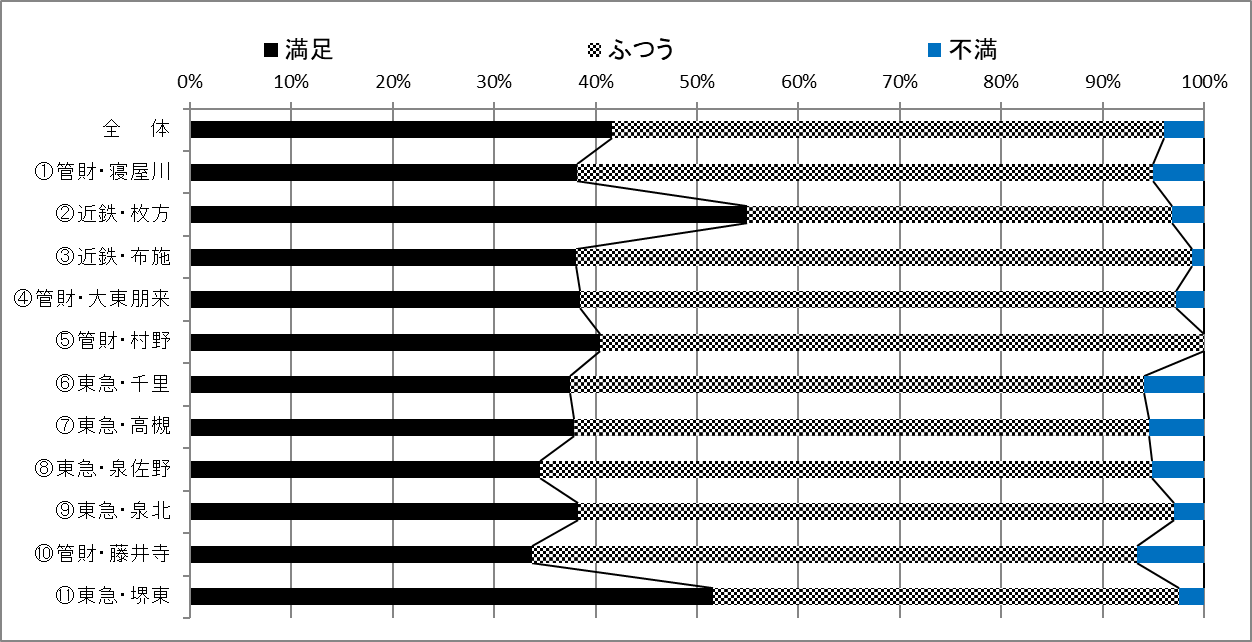 満足 ふつう 不満
0% 10% 20% 30% 40% 50% 60% 70% 80% 90% 100%
全 体
①管財・寝屋川
②近鉄・枚方
③近鉄・布施
④管財・大東朋来
⑤管財・村野
⑥東急・千里
⑦東急・高槻
⑧東急・泉佐野
⑨東急・泉北
⑩管財・藤井寺
⑪東急・堺東